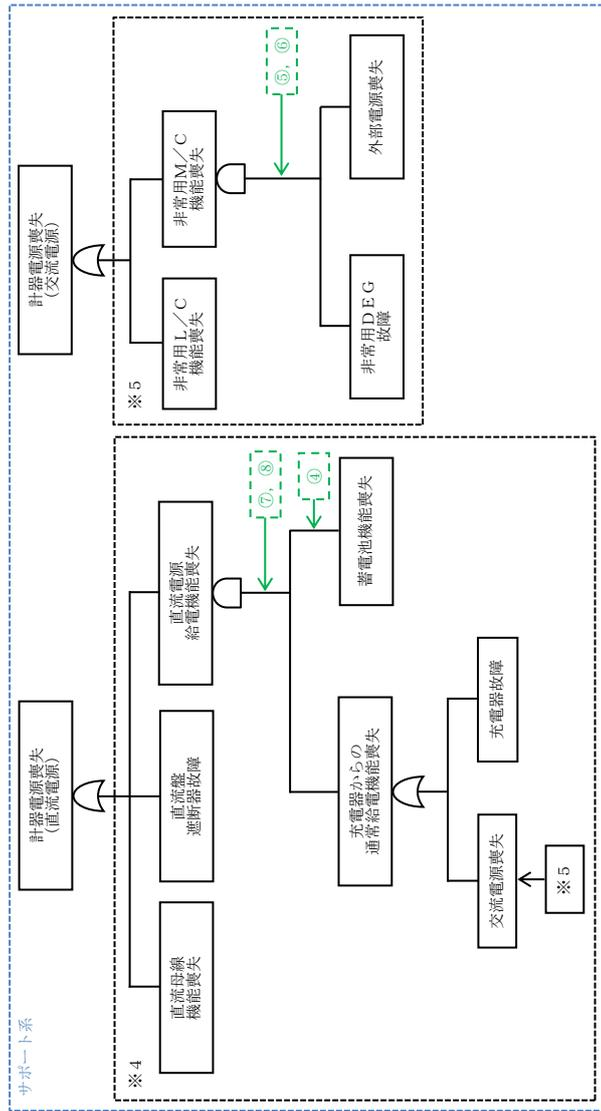 サポート系
計器電源喪失
(直流電源)
※4
直流母線
機能喪失
直流盤
遮断器故障
直流電源
給電機能喪失
⑦, ⑧
④
充電器からの
通常給電機能喪失
蓄電池機能喪失
交流電源喪失
充電器故障
※5
計器電源喪失
(交流電源)
※5
非常用L/C
機能喪失
非常用M/C
機能喪失
⑤, ⑥
非常用DEG
故障
外部電源喪失